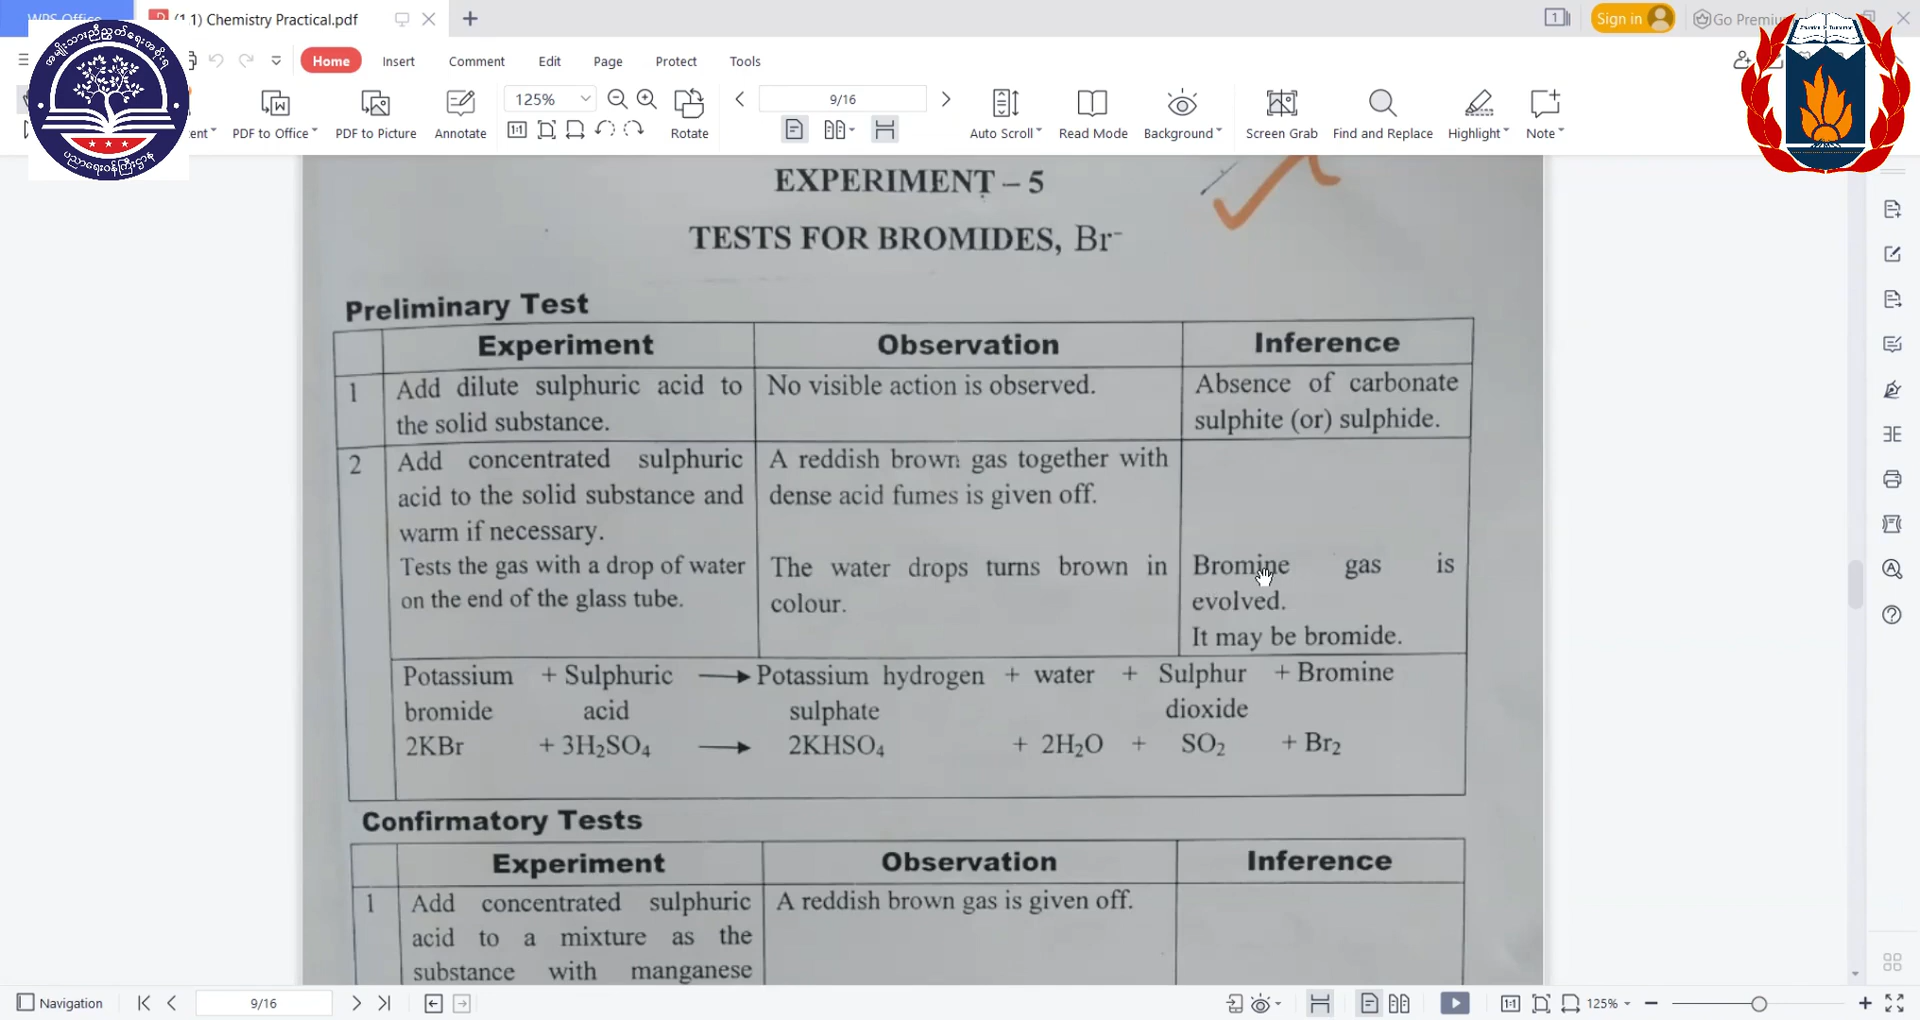 WPS Office
(1.1) Chemistry Practical.pdf
1
Sign in
Go Premium
Home
Insert
Comment
Edit
Page
Protect
Tools
PDF to Office
PDF to Picture
Annotate
125%
Rotate
9/16
Auto Scroll
Read Mode
Background
Screen Grab
Find and Replace
Highlight
Note
EXPERIMENT – 5
TESTS FOR BROMIDES, Br⁻
Preliminary Test
Experiment Observation Inference
1 Add dilute sulphuric acid to No visible action is observed. Absence of carbonate
the solid substance. sulphite (or) sulphide.
2 Add concentrated sulphuric A reddish brown gas together with
acid to the solid substance and dense acid fumes is given off.
warm if necessary.
Tests the gas with a drop of water The water drops turns brown in Bromine gas is
on the end of the glass tube. colour. evolved.
It may be bromide.
Potassium + Sulphuric → Potassium hydrogen + water + Sulphur + Bromine
bromide acid sulphate dioxide
2KBr + 3H₂SO₄ → 2KHSO₄ + 2H₂O + SO₂ + Br₂
Confirmatory Tests
Experiment Observation Inference
1 Add concentrated sulphuric A reddish brown gas is given off.
acid to a mixture as the
substance with manganese
Navigation
9/16
125%